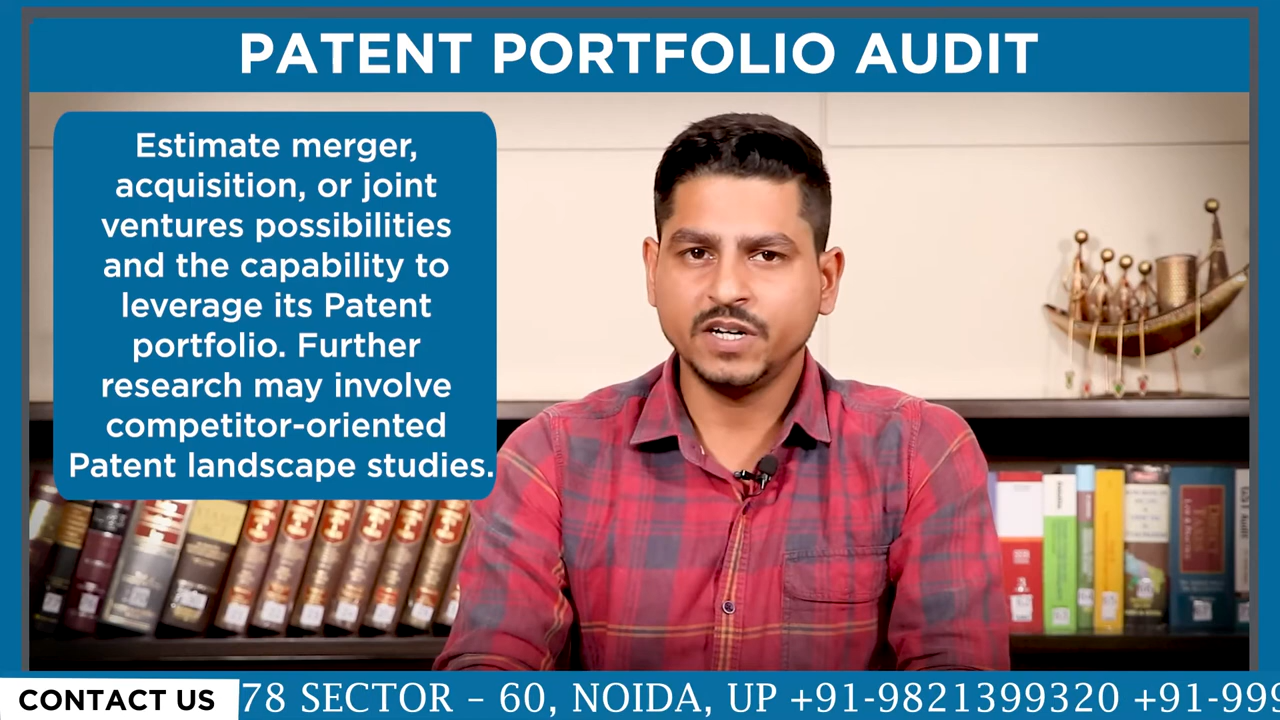 PATENT PORTFOLIO AUDIT
Estimate merger,
acquisition, or joint
ventures possibilities
and the capability to
leverage its Patent
portfolio. Further
research may involve
competitor-oriented
Patent landscape studies.
CONTACT US
78 SECTOR – 60, NOIDA, UP +91-9821399320 +91-999